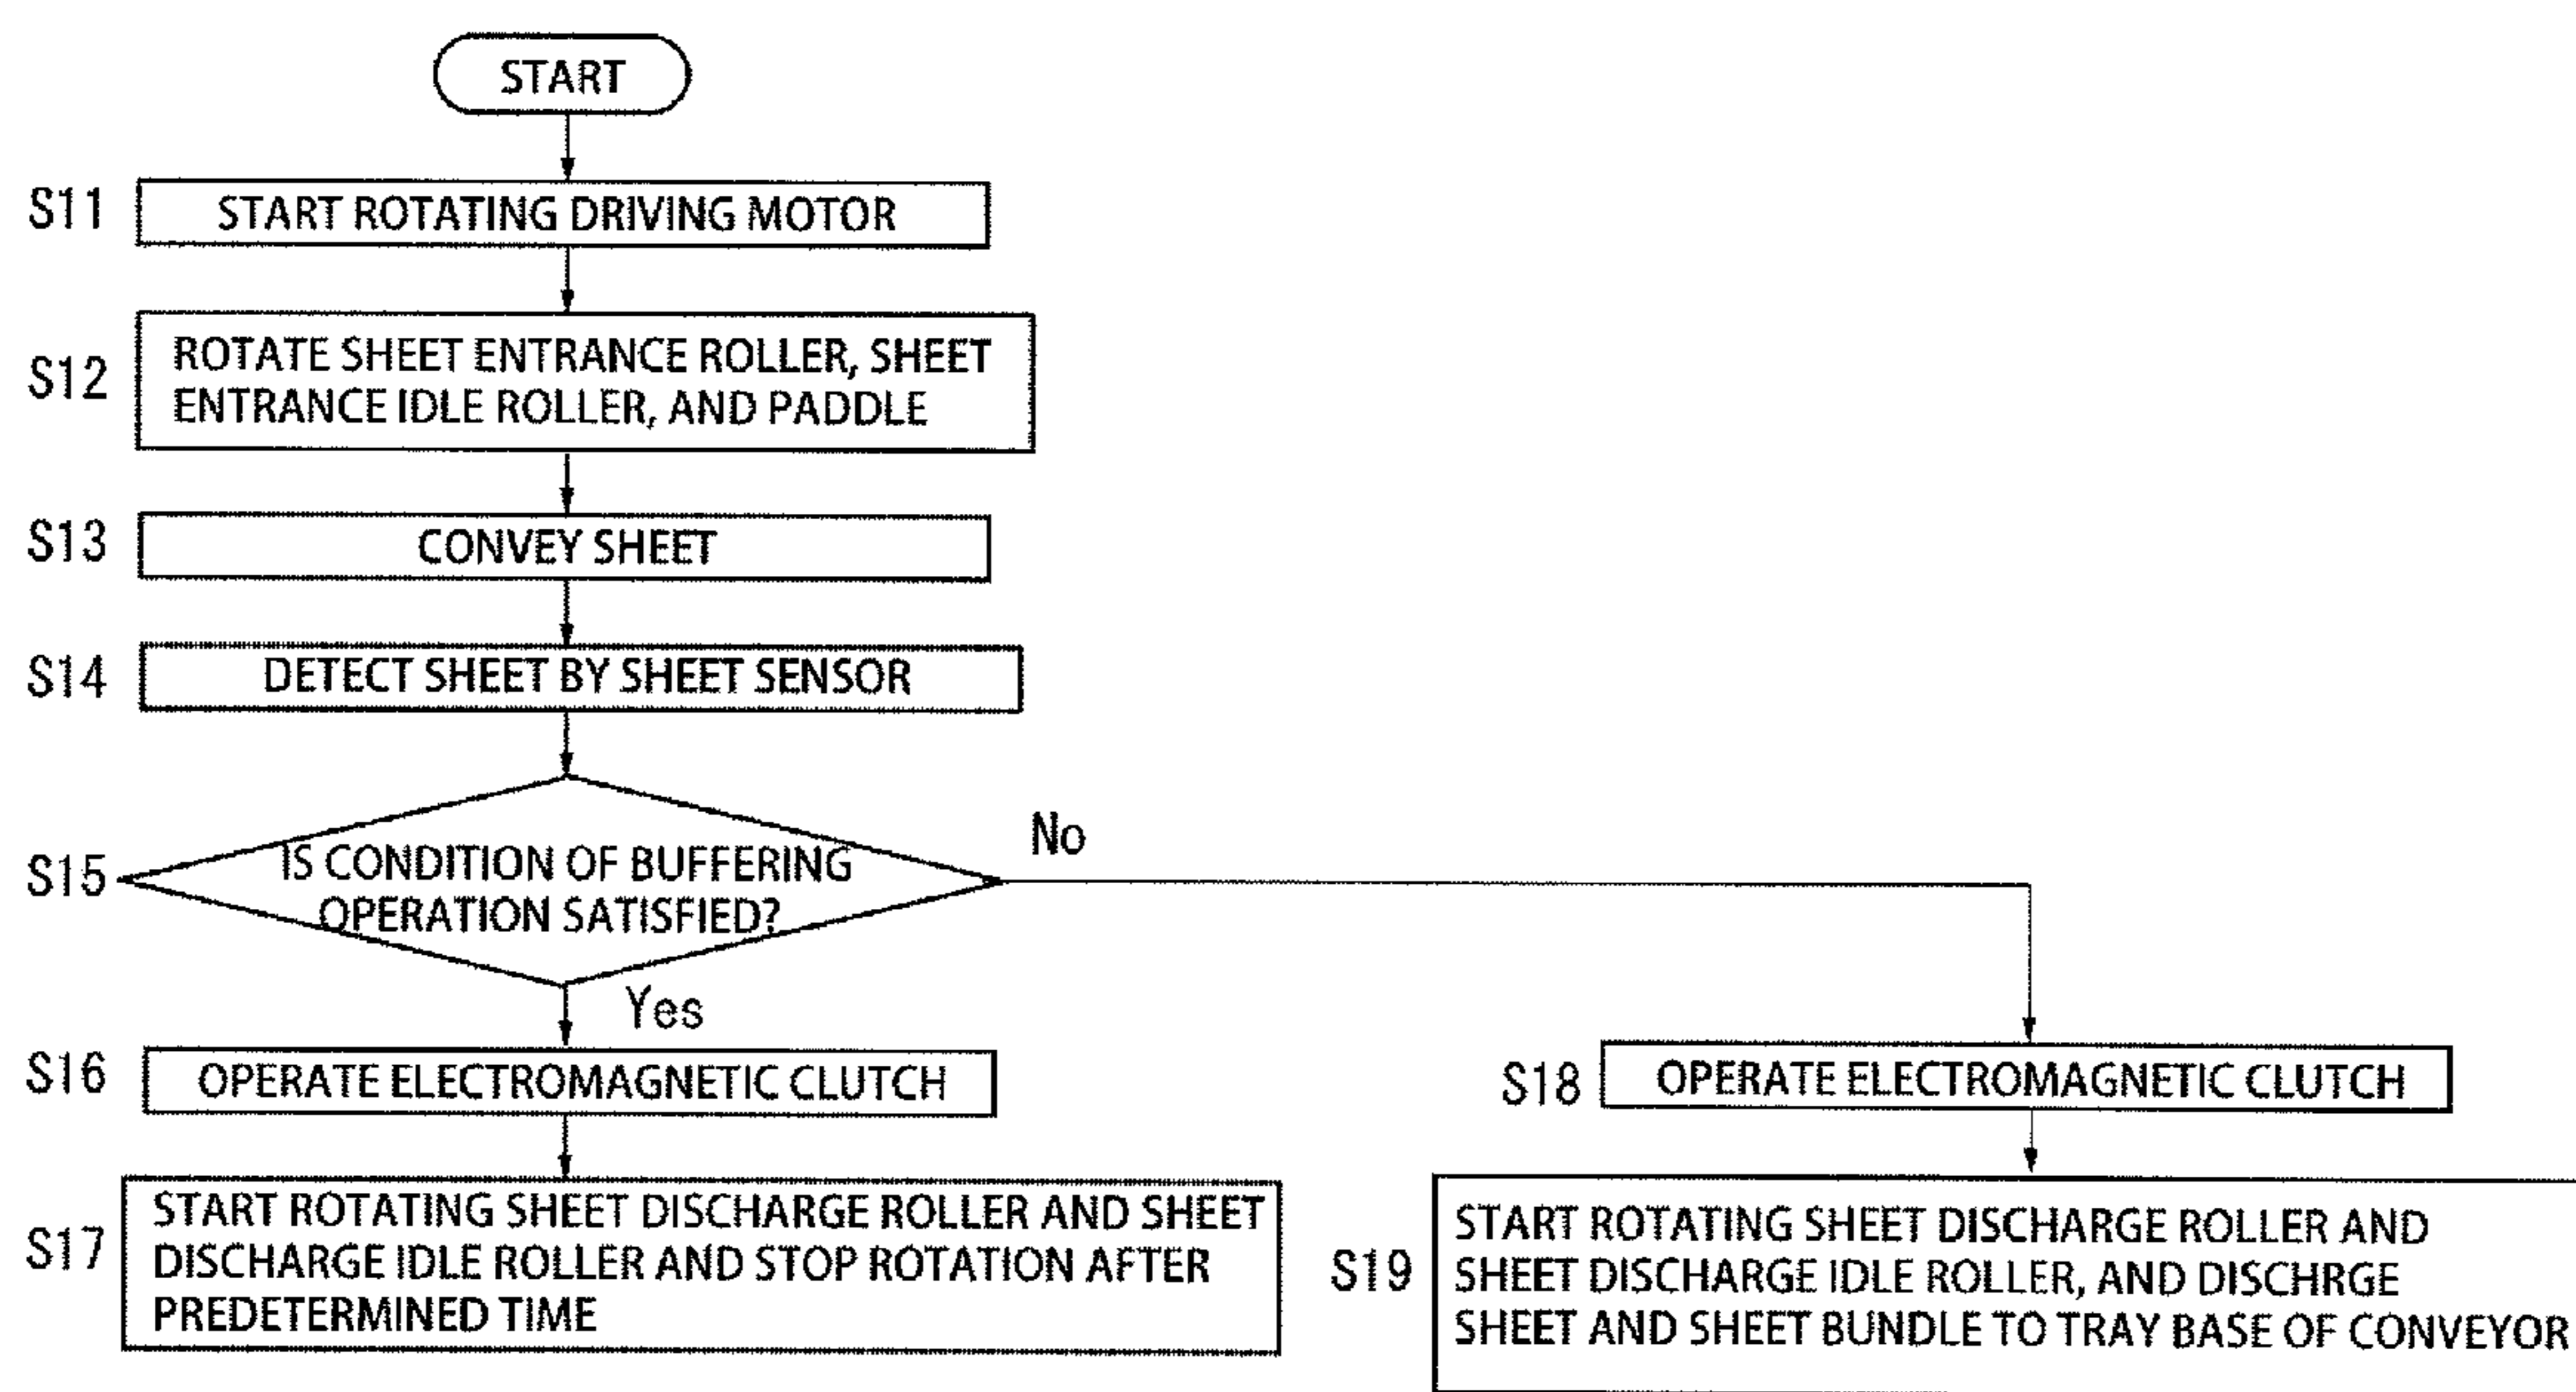 START
S11
START ROTATING DRIVING MOTOR
S12
ROTATE SHEET ENTRANCE ROLLER, SHEET
ENTRANCE IDLE ROLLER, AND PADDLE
S13
CONVEY SHEET
S14
DETECT SHEET BY SHEET SENSOR
S15
IS CONDITION OF BUFFERING
OPERATION SATISFIED?
No
Yes
S16
OPERATE ELECTROMAGNETIC CLUTCH
S17
START ROTATING SHEET DISCHARGE ROLLER AND SHEET
DISCHARGE IDLE ROLLER AND STOP ROTATION AFTER
PREDETERMINED TIME
S18
OPERATE ELECTROMAGNETIC CLUTCH
S19
START ROTATING SHEET DISCHARGE ROLLER AND
SHEET DISCHARGE IDLE ROLLER, AND DISCHRGE
SHEET AND SHEET BUNDLE TO TRAY BASE OF CONVEYOR